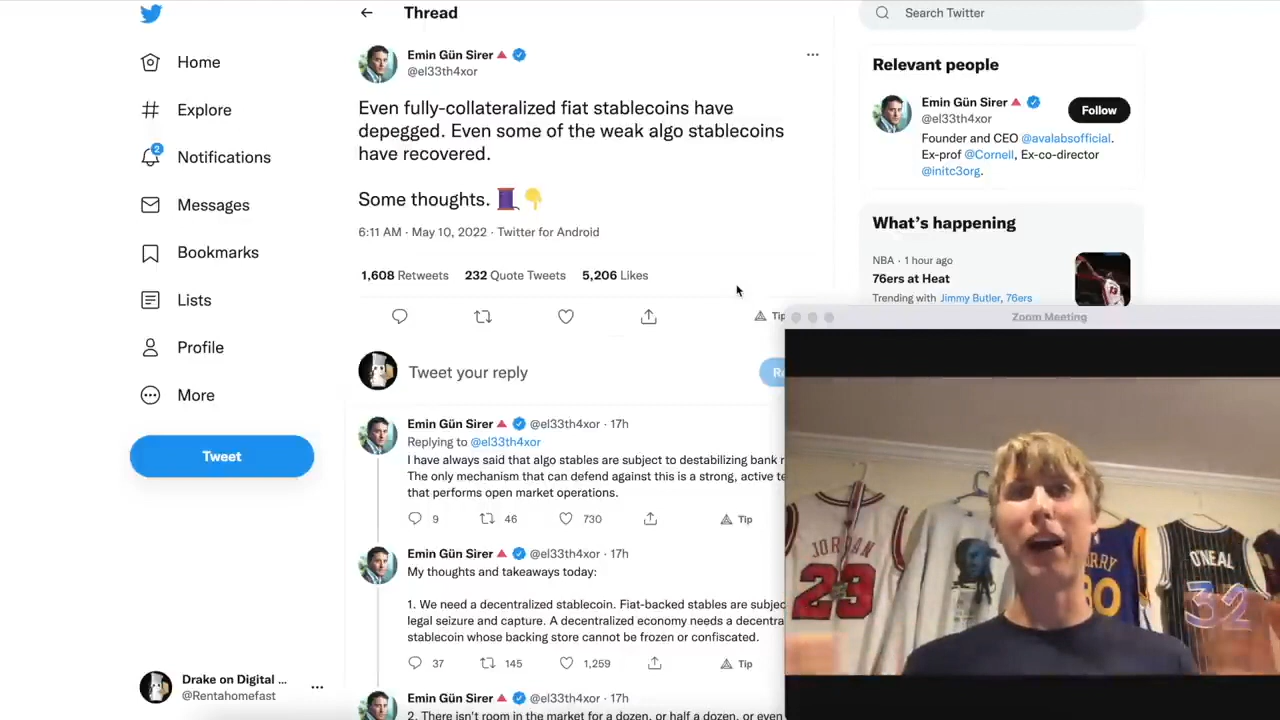 Thread
Search Twitter
Home
Explore
2
Notifications
Messages
Bookmarks
Lists
Profile
More
Tweet
Drake on Digital ...
@Rentahomefast
Emin Gün Sirer
@el33th4xor
Even fully-collateralized fiat stablecoins have
depegged. Even some of the weak algo stablecoins
have recovered.
Some thoughts. 🧵👇
6:11 AM · May 10, 2022 · Twitter for Android
1,608 Retweets 232 Quote Tweets 5,206 Likes
Tip
Tweet your reply
Emin Gün Sirer @el33th4xor · 17h
Replying to @el33th4xor
I have always said that algo stables are subject to destabilizing bank
The only mechanism that can defend against this is a strong, active
that performs open market operations.
9 46 730 Tip
Emin Gün Sirer @el33th4xor · 17h
My thoughts and takeaways today:
1. We need a decentralized stablecoin. Fiat-backed stables are
legal seizure and capture. A decentralized economy needs a
stablecoin whose backing store cannot be frozen or confiscated.
37 145 1,259 Tip
Emin Gün Sirer @el33th4xor · 17h
2. There isn't room in the market for a dozen, or half a dozen, or even
Relevant people
Emin Gün Sirer
@el33th4xor
Follow
Founder and CEO @avalabsofficial.
Ex-prof @Cornell, Ex-co-director
@initc3org.
What's happening
NBA · 1 hour ago
76ers at Heat
Trending with Jimmy Butler, 76ers
Zoom Meeting
JORDAN
23
O'NEAL
32